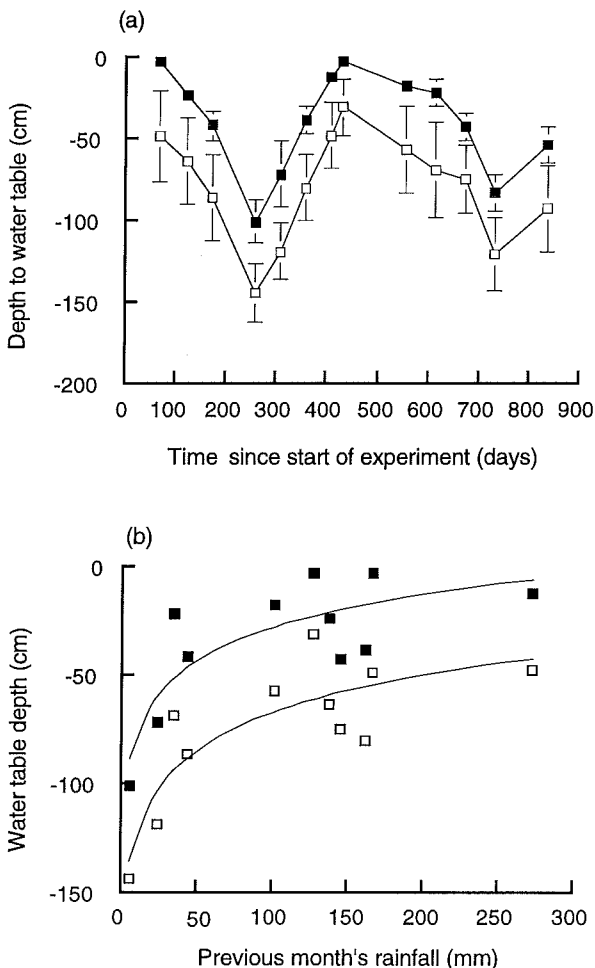 (a)
Depth to water table (cm)
0
-50
-100
-150
-200
0 100 200 300 400 500 600 700 800 900
Time since start of experiment (days)
(b)
Water table depth (cm)
0
-50
-100
-150
0 50 100 150 200 250 300
Previous month's rainfall (mm)